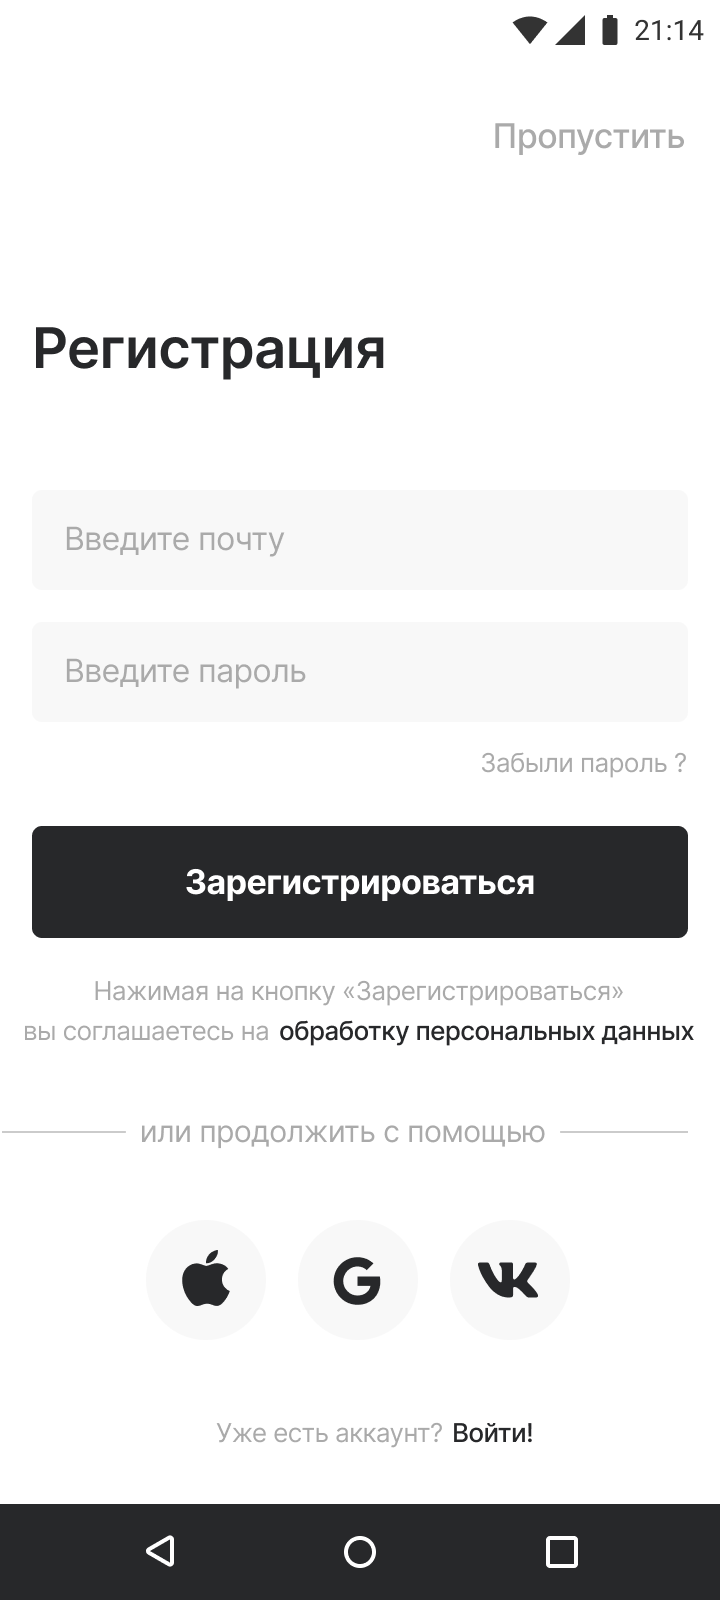 21:14
Пропустить
Регистрация
Введите почту
Введите пароль
Забыли пароль ?
Зарегистрироваться
Нажимая на кнопку «Зарегистрироваться»
вы соглашаетесь на обработку персональных данных
или продолжить с помощью
Уже есть аккаунт? Войти!